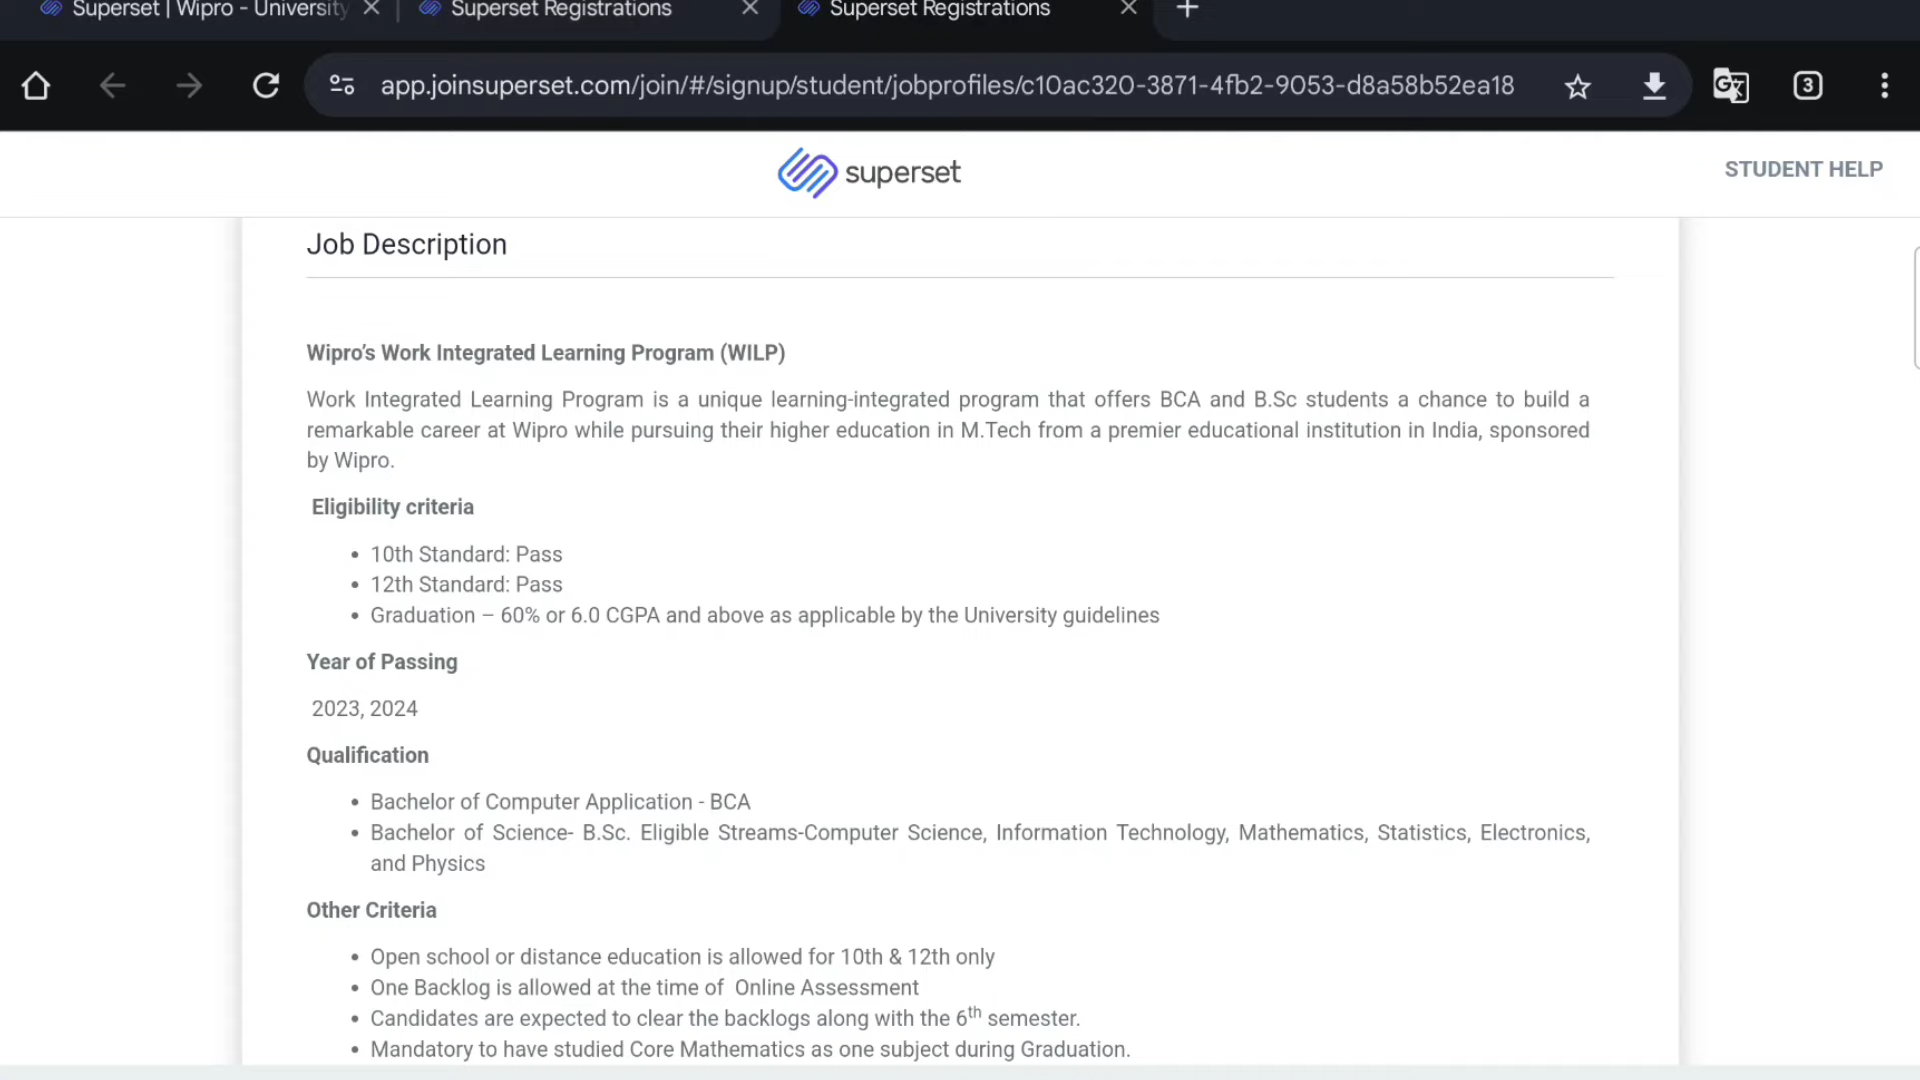 Superset | Wipro - University
Superset Registrations
Superset Registrations
app.joinsuperset.com/join/#/signup/student/jobprofiles/c10ac320-3871-4fb2-9053-d8a58b52ea18
3
superset
STUDENT HELP
Job Description
Wipro’s Work Integrated Learning Program (WILP)
Work Integrated Learning Program is a unique learning-integrated program that offers BCA and B.Sc students a chance to build a
remarkable career at Wipro while pursuing their higher education in M.Tech from a premier educational institution in India, sponsored
by Wipro.
Eligibility criteria
• 10th Standard: Pass
• 12th Standard: Pass
• Graduation – 60% or 6.0 CGPA and above as applicable by the University guidelines
Year of Passing
2023, 2024
Qualification
• Bachelor of Computer Application - BCA
• Bachelor of Science- B.Sc. Eligible Streams-Computer Science, Information Technology, Mathematics, Statistics, Electronics,
and Physics
Other Criteria
• Open school or distance education is allowed for 10th & 12th only
• One Backlog is allowed at the time of  Online Assessment
• Candidates are expected to clear the backlogs along with the 6th semester.
• Mandatory to have studied Core Mathematics as one subject during Graduation.